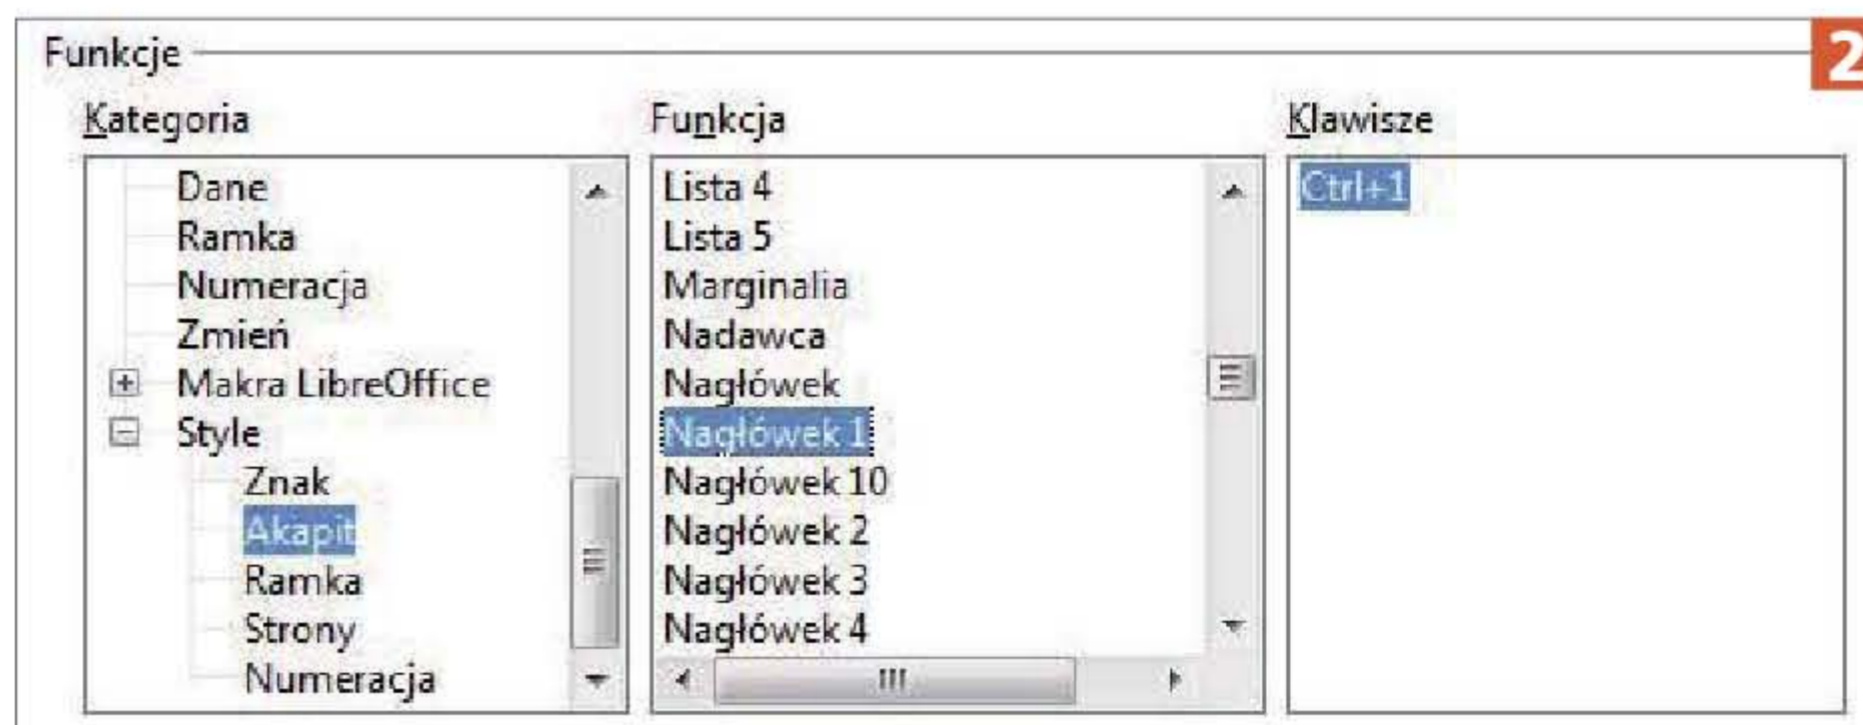 Funkcje
2
Kategoria
Dane
Ramka
Numeracja
Zmień
Makra LibreOffice
Style
Znak
Akapit
Ramka
Strony
Numeracja
Funkcja
Lista 4
Lista 5
Marginalia
Nadawca
Nagłówek
Nagłówek 1
Nagłówek 10
Nagłówek 2
Nagłówek 3
Nagłówek 4
Klawisze
Ctrl+1